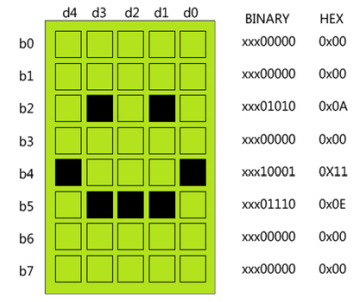 d4 d3 d2 d1 d0 BINARY HEX
b0 xxx00000 0x00
b1 xxx00000 0x00
b2 xxx01010 0x0A
b3 xxx00000 0x00
b4 xxx10001 0X11
b5 xxx01110 0x0E
b6 xxx00000 0x00
b7 xxx00000 0x00